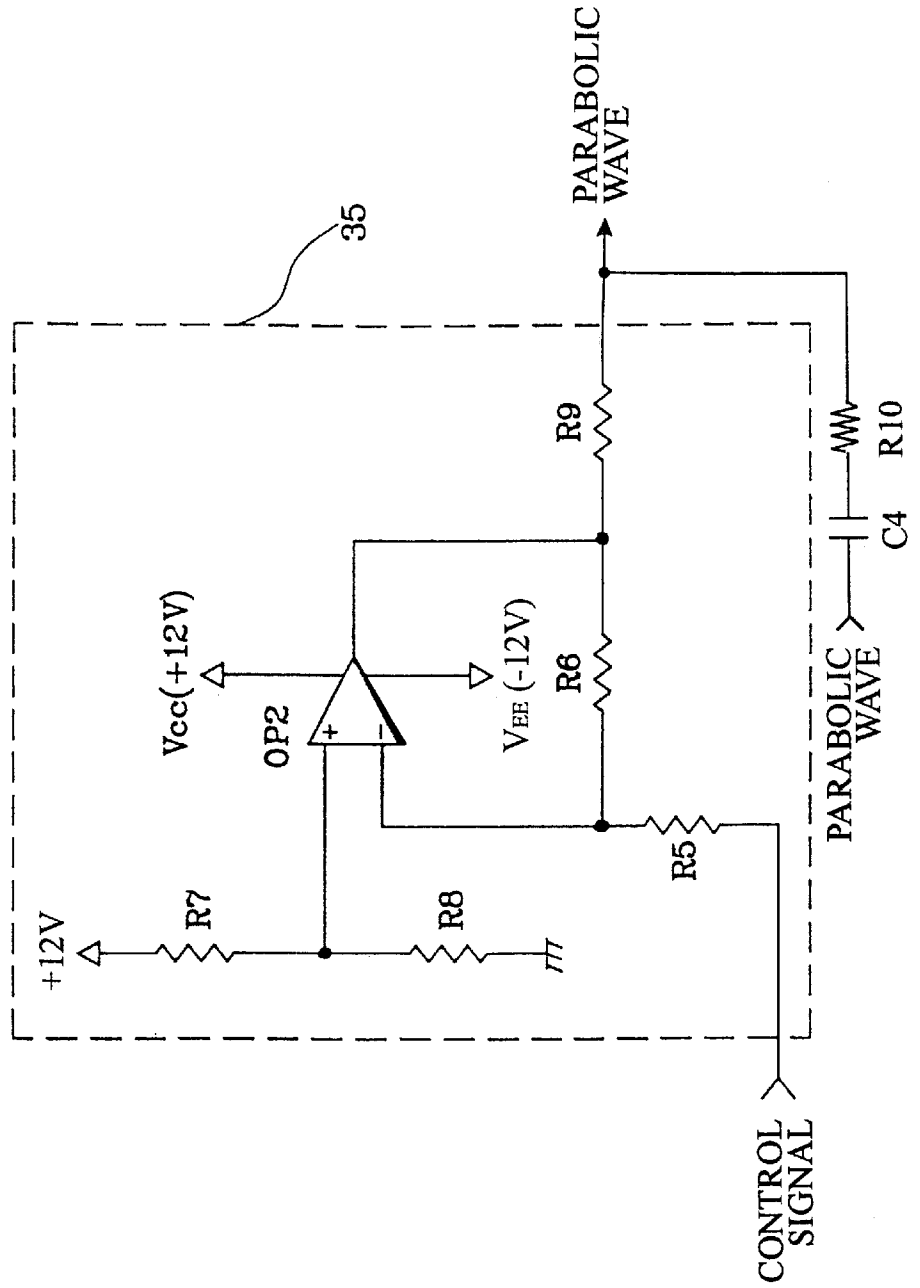 35
Vcc(+12V)
+12V
OP2
+
−
R7
R8
VEE (-12V)
R9
R6
R5
PARABOLIC
WAVE
CONTROL
SIGNAL
PARABOLIC
WAVE
C4
R10